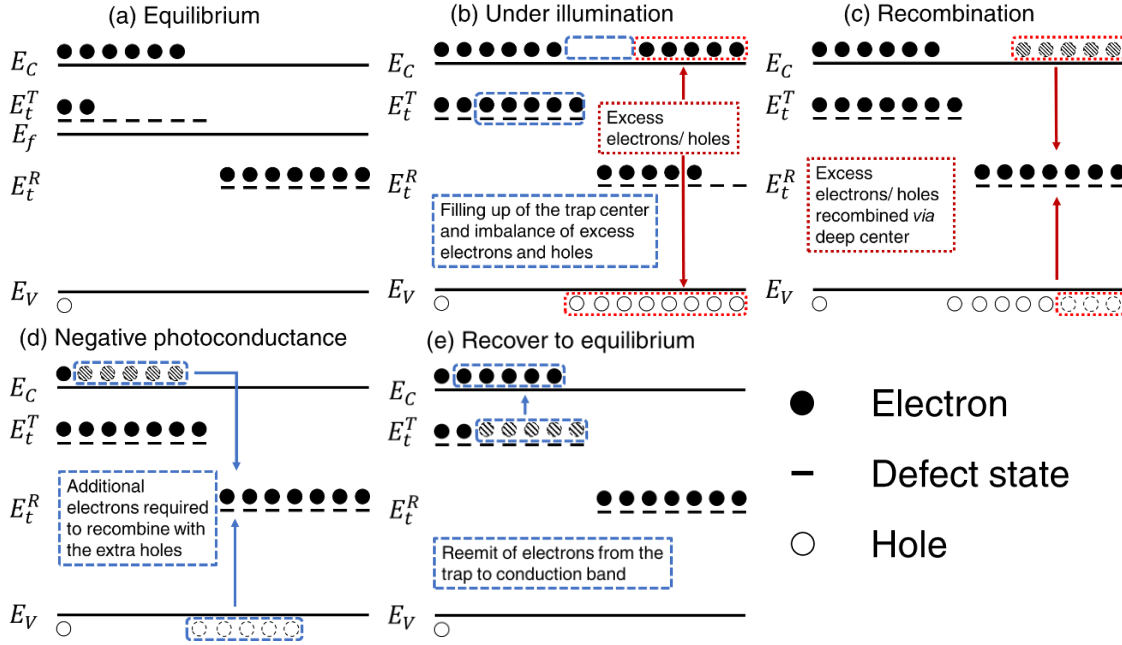 (a) Equilibrium
(b) Under illumination
(c) Recombination
E_C
E_t^T
E_f
E_t^R
E_V
E_C
E_t^T
E_t^R
E_V
Excess
electrons/ holes
Filling up of the trap center
and imbalance of excess
electrons and holes
E_C
E_t^T
E_t^R
E_V
Excess
electrons/ holes
recombined via
deep center
(d) Negative photoconductance
E_C
E_t^T
E_t^R
E_V
Additional
electrons required
to recombine with
the extra holes
(e) Recover to equilibrium
E_C
E_t^T
E_t^R
E_V
Reemit of electrons from the
trap to conduction band
Electron
Defect state
Hole